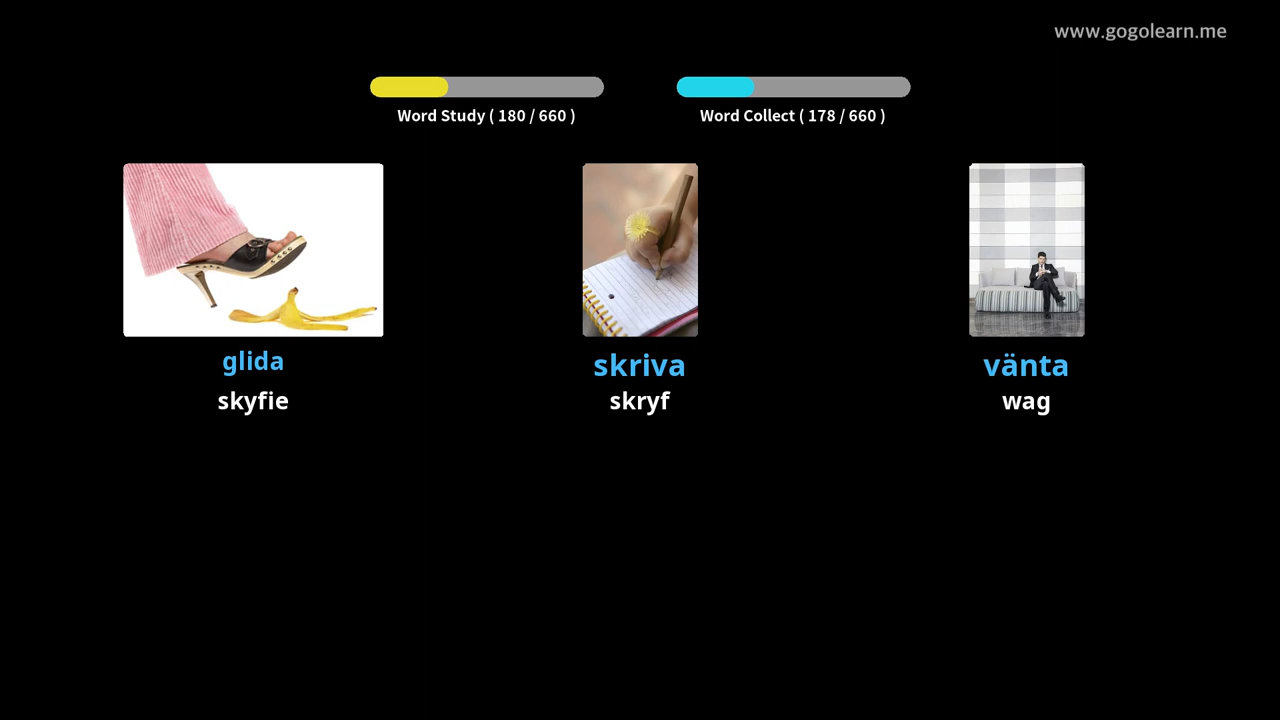 www.gogolearn.me
Word Study ( 180 / 660 )
Word Collect ( 178 / 660 )
glida
skriva
vänta
skyfie
skryf
wag